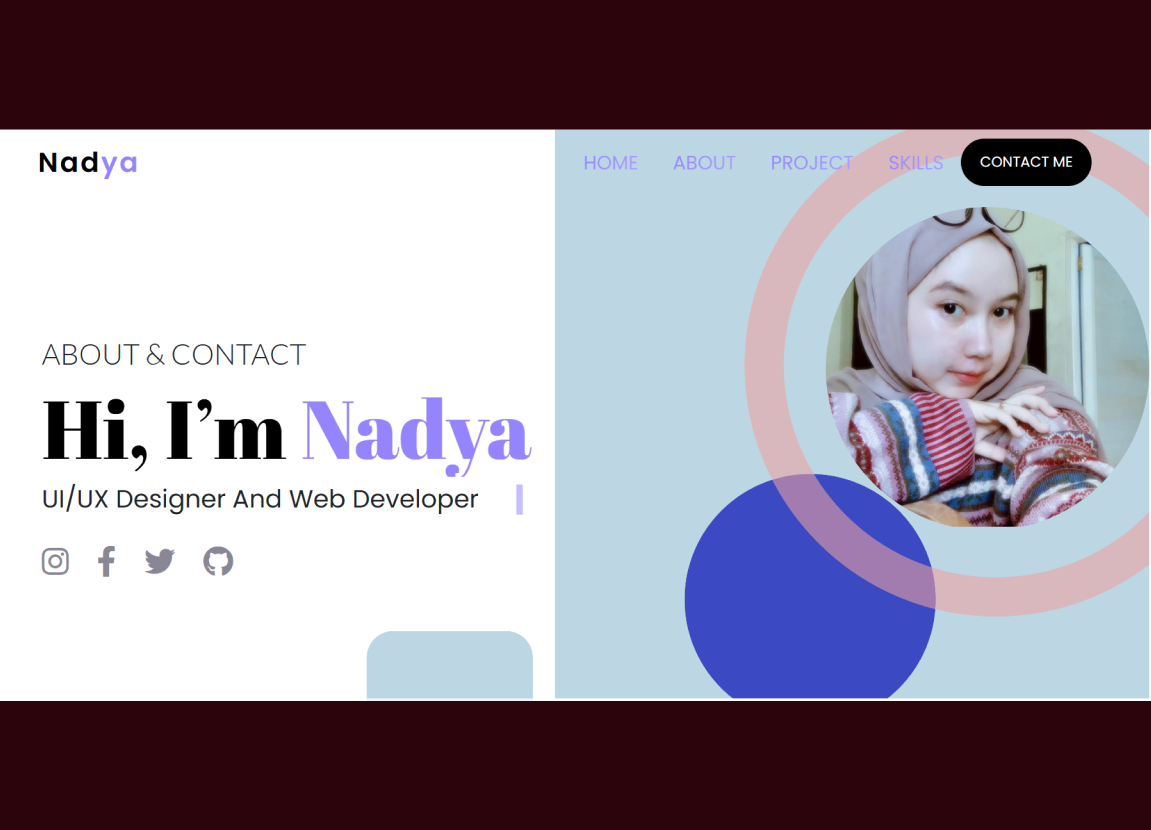 Nadya
HOME ABOUT PROJECT SKILLS CONTACT ME
ABOUT & CONTACT
Hi, I’m Nadya
UI/UX Designer And Web Developer